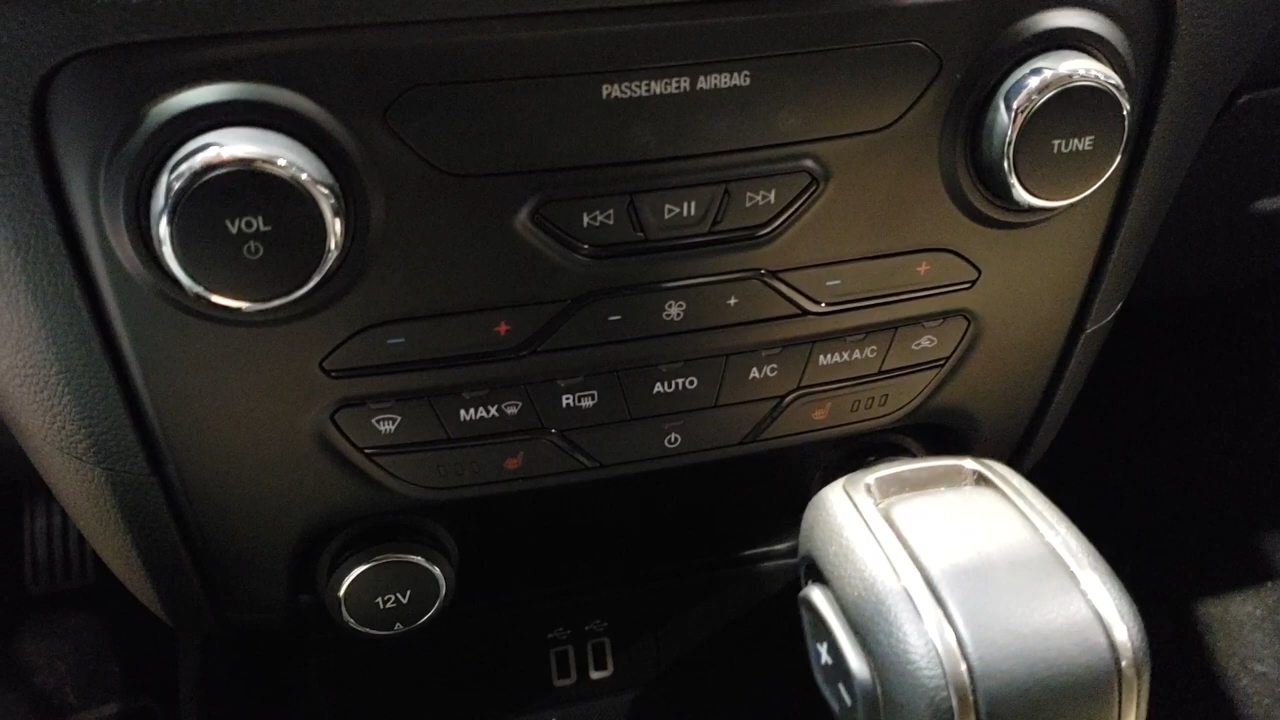 PASSENGER AIRBAG
VOL
TUNE
- +
- +
- +
MAX
R
AUTO
A/C
MAX A/C
12V
+
-